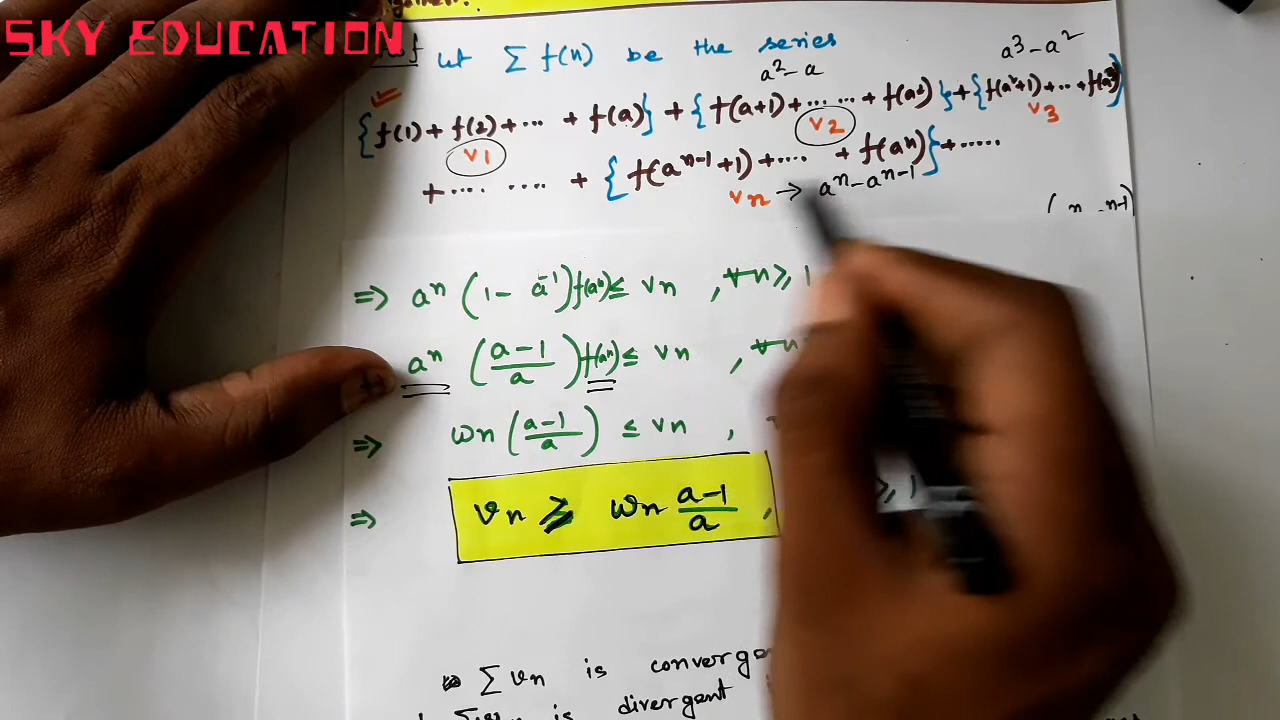 SKY EDUCATION
Let Σ f(n) be the series
a² - a a³ - a²
{f(1) + f(2) + ... + f(a)} + {f(a+1) + ...... + f(a²)} + {f(a²+1) + .. + f(a³)}
v1 v2 v3
+ .... .... + {f(aⁿ⁻¹+1) + .... + f(aⁿ)} + .....
vn → aⁿ - aⁿ⁻¹
⇒ aⁿ (1 - a⁻¹) f(aⁿ) ≤ vn , ∀ n ≥, 1
aⁿ (a-1/a) f(aⁿ) ≤ vn , ∀ n
⇒ wn (a-1/a) ≤ vn ,
⇒ vn ≥ wn a-1/a , ≥, 1
Σ vn is
is divergent